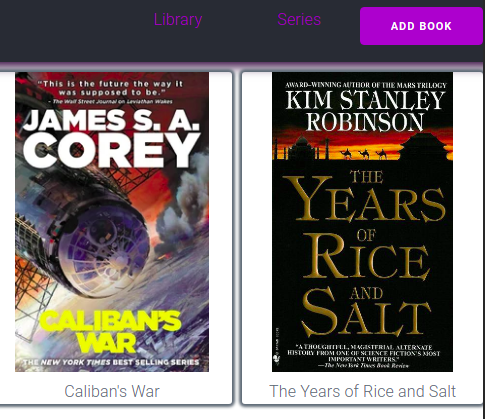 Library
Series
ADD BOOK
"This is the future the way it
was supposed to be."
- The Wall Street Journal on Leviathan Wakes
JAMES S. A.
COREY
CALIBAN'S
WAR
THE NEW YORK TIMES BEST SELLING SERIES
Caliban's War
AWARD-WINNING AUTHOR OF THE MARS TRILOGY
KIM STANLEY
ROBINSON
THE
YEARS
OF
RICE
AND
SALT
"A THOUGHTFUL, MAGISTERIAL ALTERNATE
HISTORY FROM ONE OF SCIENCE FICTION'S MOST
IMPORTANT WRITERS."
—The New York Times Book Review
The Years of Rice and Salt